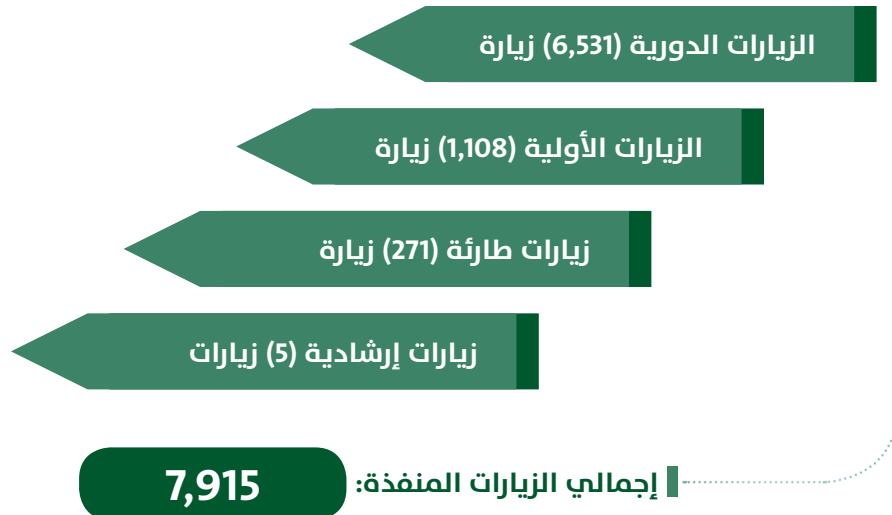 الزيارات الدورية (6,531) زيارة
الزيارات الأولية (1,108) زيارة
زيارات طارئة (271) زيارة
زيارات إرشادية (5) زيارات
إجمالي الزيارات المنفذة: 7,915